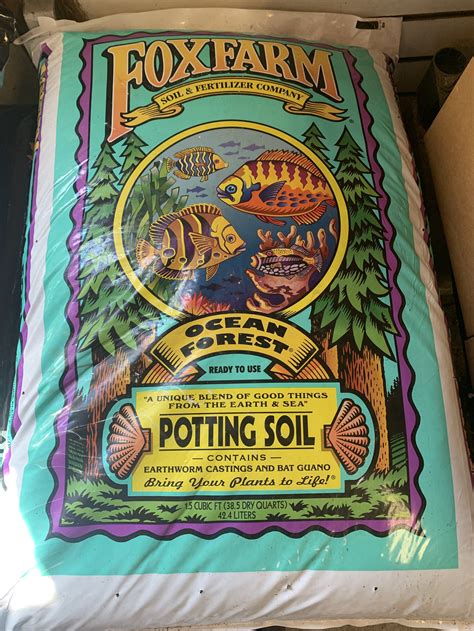 FOXFARM
SOIL & FERTILIZER COMPANY
OCEAN
FOREST®
READY TO USE
"A UNIQUE BLEND OF GOOD THINGS
FROM THE EARTH & SEA"
POTTING SOIL
- CONTAINS -
EARTHWORM CASTINGS AND BAT GUANO
Bring Your Plants to Life!®
1.5 CUBIC FT (38.5 DRY QUARTS)
42.4 LITERS